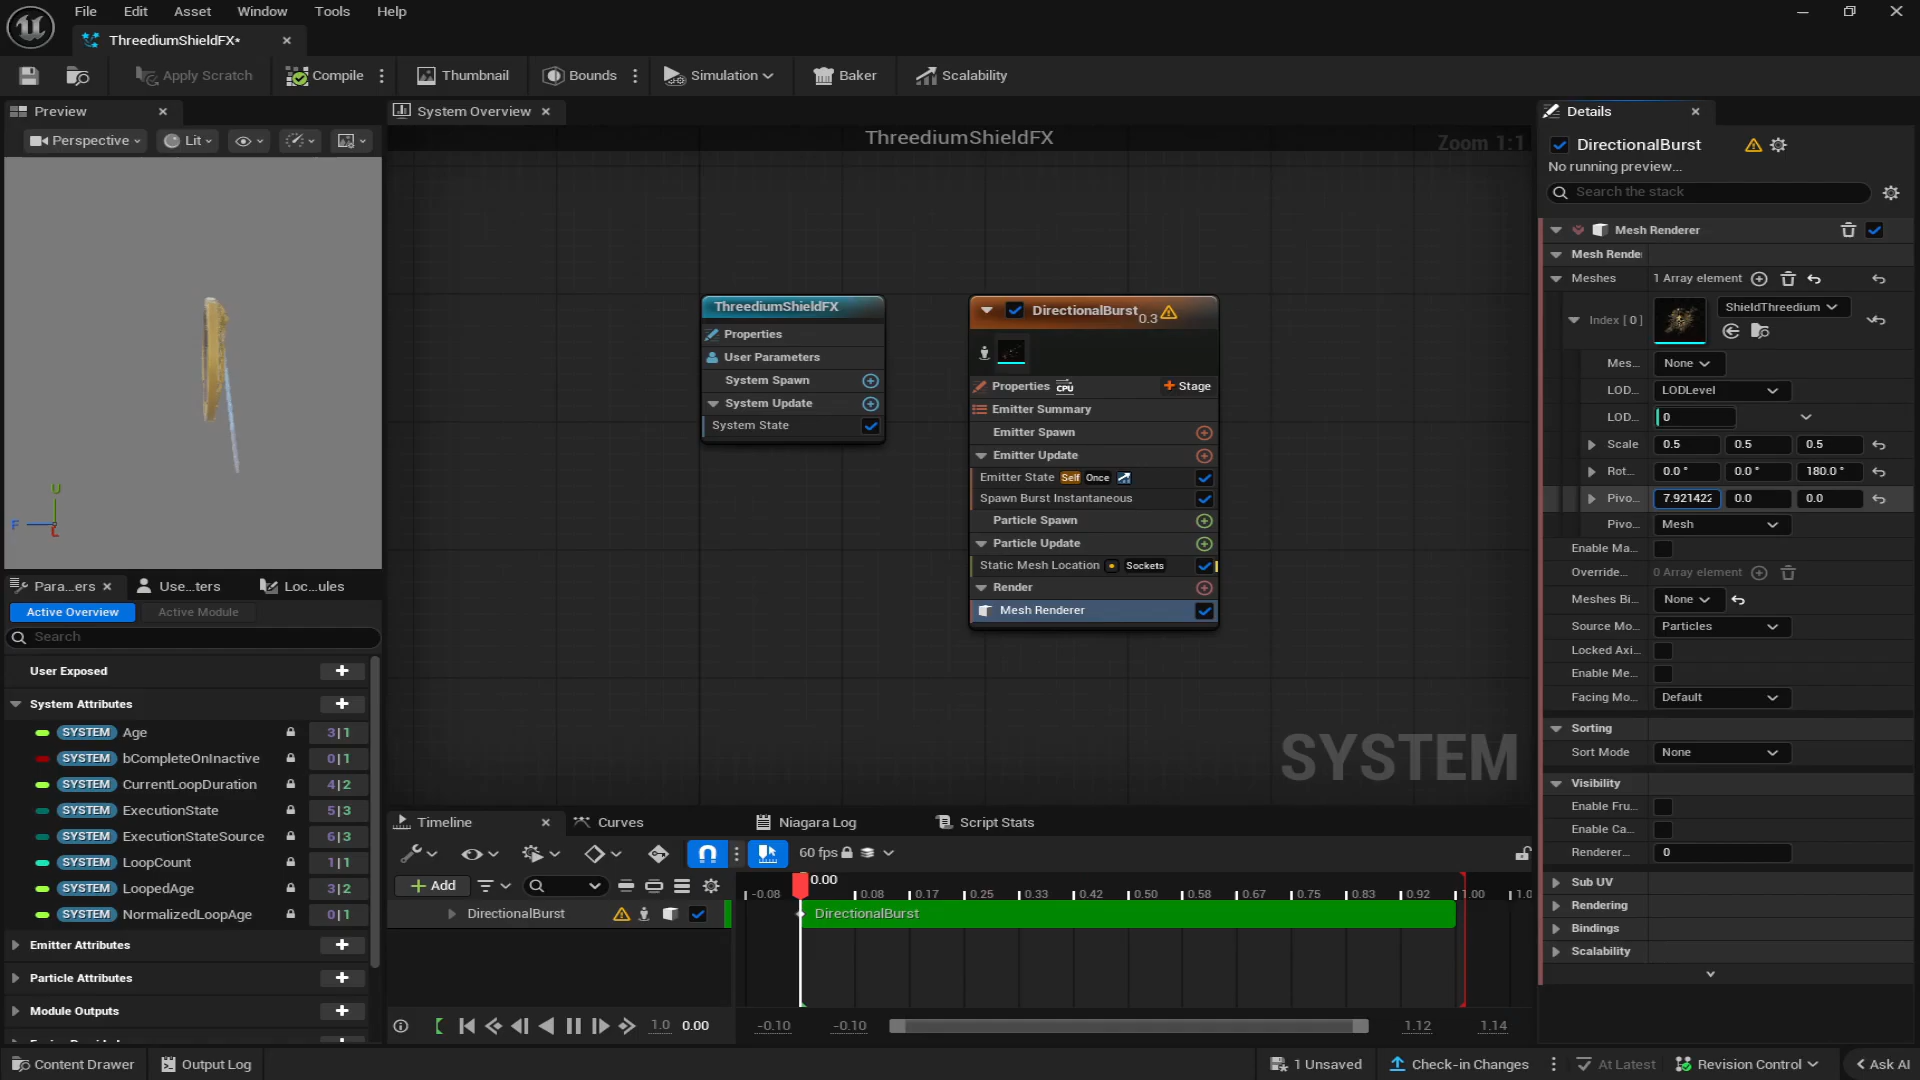 File Edit Asset Window Tools Help
ThreediumShieldFX*
Apply Scratch Compile Thumbnail Bounds Simulation Baker Scalability
Preview
Perspective Lit
U
F
L
Para...ers Use...ters Loc...ules
Active Overview Active Module
Search
User Exposed
System Attributes
SYSTEM Age 3|1
SYSTEM bCompleteOnInactive 0|1
SYSTEM CurrentLoopDuration 4|2
SYSTEM ExecutionState 5|3
SYSTEM ExecutionStateSource 6|3
SYSTEM LoopCount 1|1
SYSTEM LoopedAge 3|2
SYSTEM NormalizedLoopAge 0|1
Emitter Attributes
Particle Attributes
Module Outputs
System Overview
ThreediumShieldFX
Zoom 1:1
ThreediumShieldFX
Properties
User Parameters
System Spawn
System Update
System State
DirectionalBurst 0.3
Properties CPU Stage
Emitter Summary
Emitter Spawn
Emitter Update
Emitter State Self Once
Spawn Burst Instantaneous
Particle Spawn
Particle Update
Static Mesh Location Sockets
Render
Mesh Renderer
SYSTEM
Timeline Curves Niagara Log Script Stats
60 fps
Add
0.00
-0.08 0.08 0.17 0.25 0.33 0.42 0.50 0.58 0.67 0.75 0.83 0.92 1.00 1.0
DirectionalBurst
DirectionalBurst
1.0 0.00 -0.10 -0.10 1.12 1.14
Details
DirectionalBurst
No running preview...
Search the stack
Mesh Renderer
Mesh Rende
Meshes 1 Array element
Index [ 0 ] ShieldThreedium
Mes... None
LOD... LODLevel
LOD... 0
Scale 0.5 0.5 0.5
Rot... 0.0 ° 0.0 ° 180.0 °
Pivo... 7.921422 0.0 0.0
Pivo... Mesh
Enable Ma...
Override... 0 Array element
Meshes Bi... None
Source Mo... Particles
Locked Axi...
Enable Me...
Facing Mo... Default
Sorting
Sort Mode None
Visibility
Enable Fru...
Enable Ca...
Renderer... 0
Sub UV
Rendering
Bindings
Scalability
Content Drawer Output Log 1 Unsaved Check-in Changes At Latest Revision Control < Ask AI